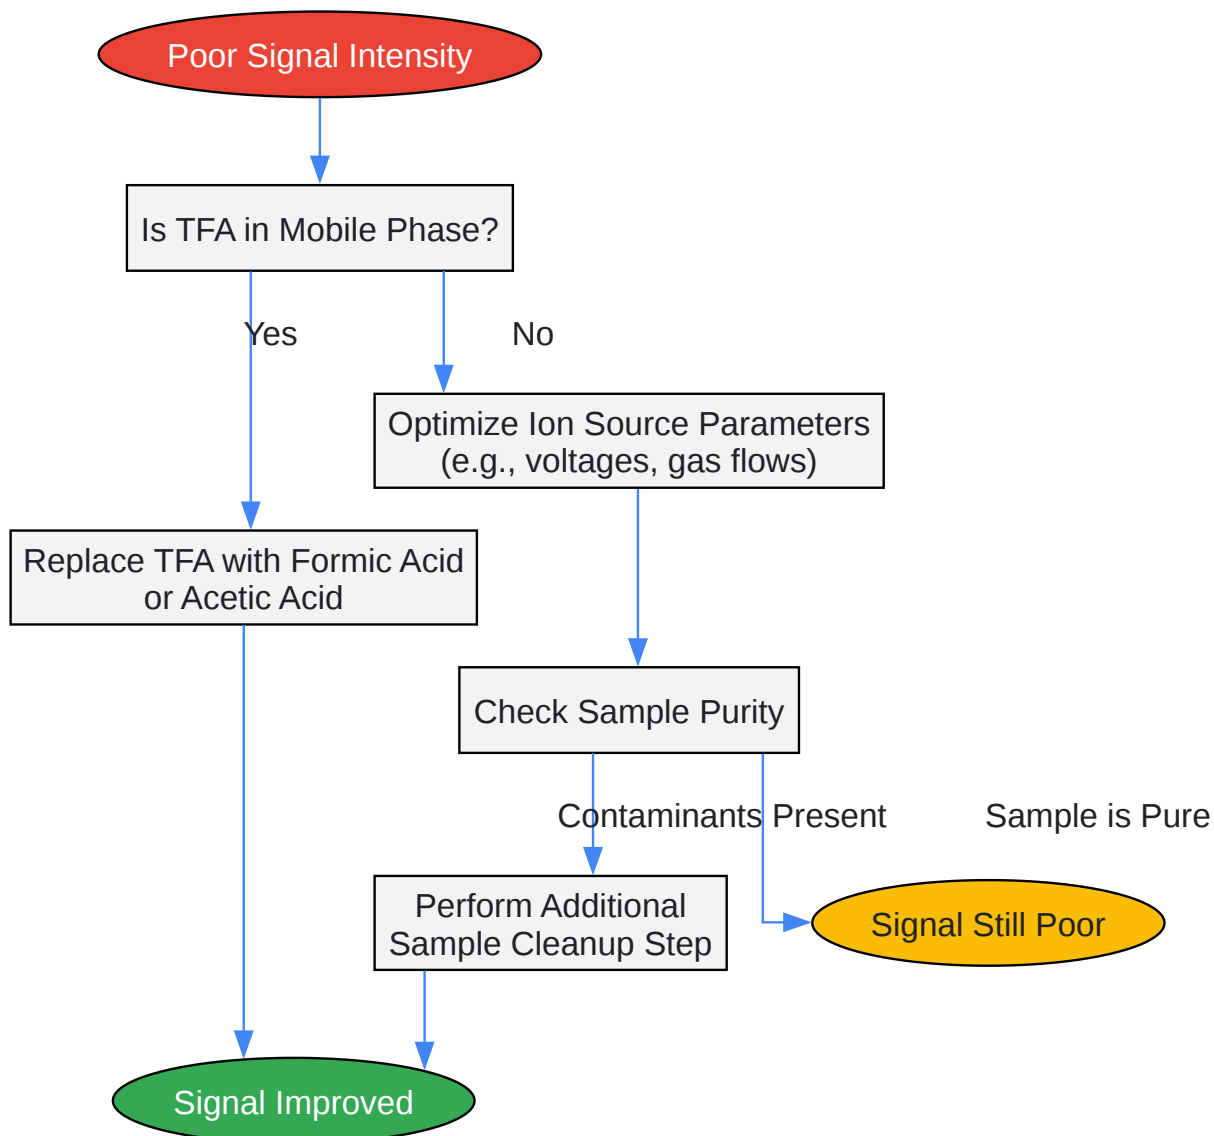 Poor Signal Intensity
Is TFA in Mobile Phase?
Yes
No
Optimize Ion Source Parameters
(e.g., voltages, gas flows)
Replace TFA with Formic Acid
or Acetic Acid
Check Sample Purity
Contaminants Present
Sample is Pure
Perform Additional
Sample Cleanup Step
Signal Still Poor
Signal Improved